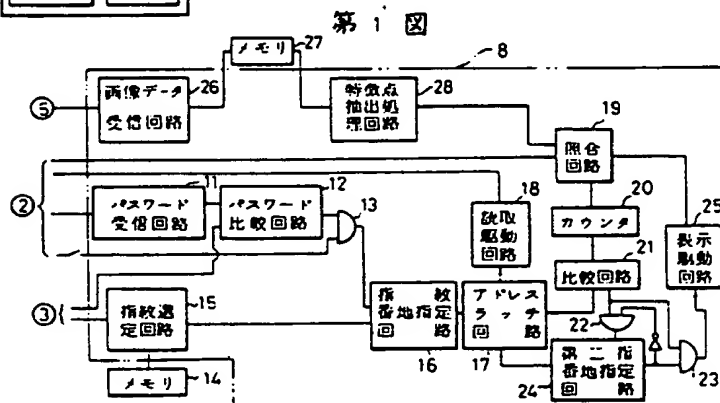 第 1 図
メモリ
27
8
⑤
画像データ
受信回路
26
特徴点
抽出処
理回路
28
照合
回路
19
②
パスワード
受信回路
11
パスワード
比較回路
12
13
読取
駆動
回路
18
カウンタ
20
比較回路
21
表示
駆動
回路
25
③
指紋選
定回路
15
指紋
番地指定
回路
16
アドレス
ラッチ
回路
17
22
23
メモリ
14
第二指
番地指定
回路
24